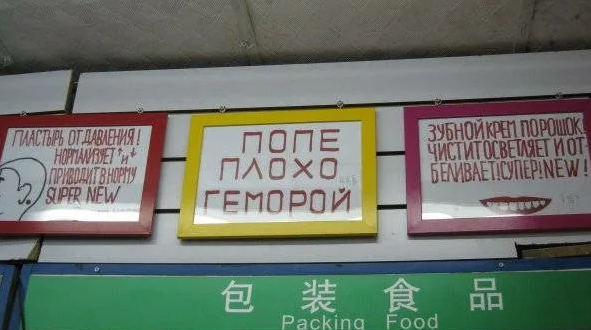 ПЛАСТЫРЬ ОТ ДАВЛЕНИЯ!
НОРМАЛИЗУЕТ↑и↓
ПРИВОДИТ В НОРМУ
SUPER NEW
ПОПЕ
ПЛОХО
ГЕМОРОЙ
ЗУБНОЙ КРЕМ ПОРОШОК
ЧИСТИТ ОСВЕТЛЯЕТ И ОТ
БЕЛИВАЕТ!СУПЕР!NEW!
包装食品
Packing Food